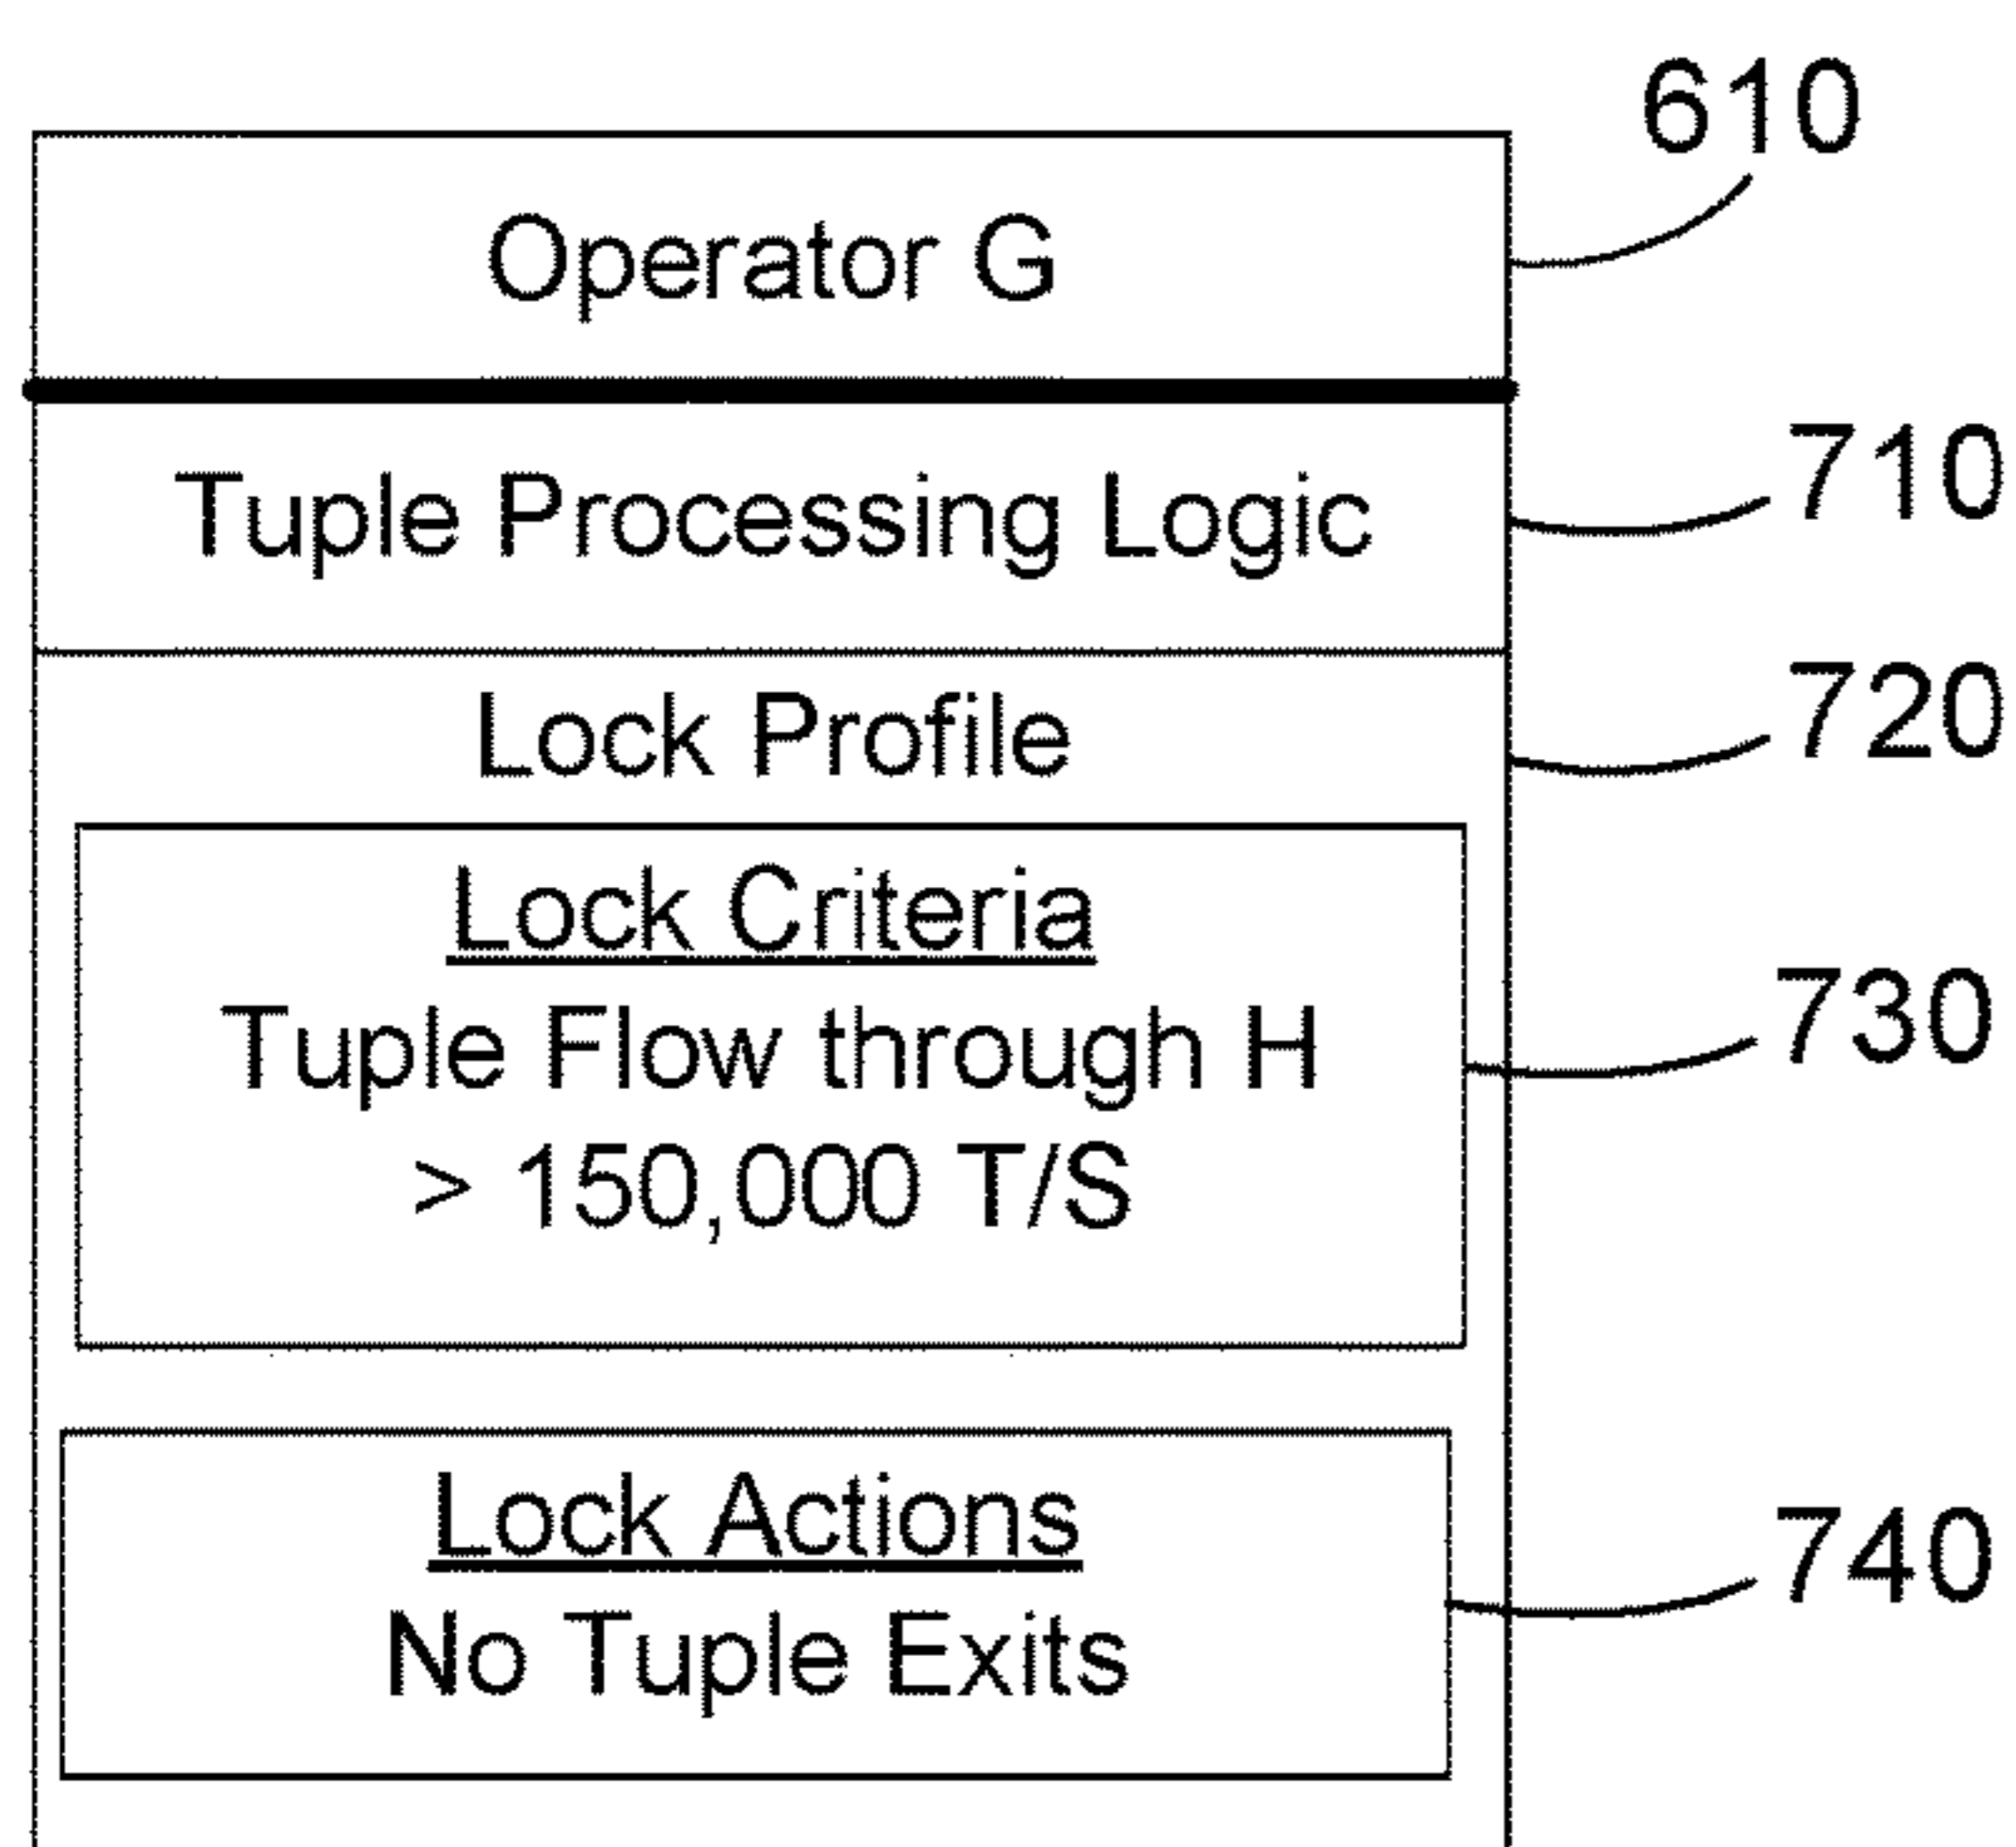 610
Operator G
710
Tuple Processing Logic
720
Lock Profile
Lock Criteria
730
Tuple Flow through H
> 150,000 T/S
Lock Actions
740
No Tuple Exits